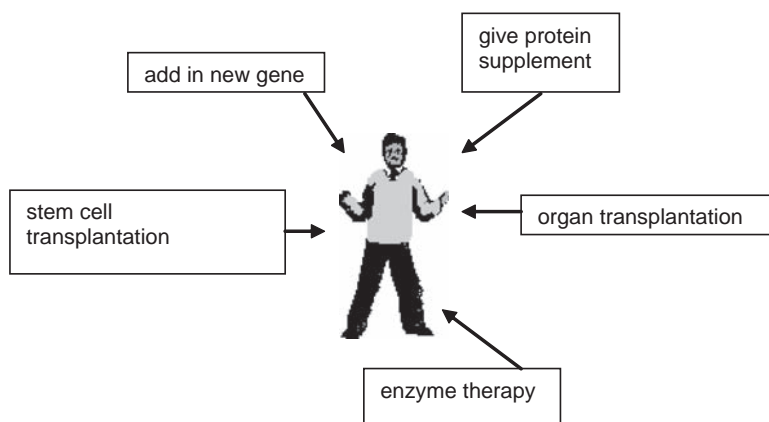 give protein
supplement
add in new gene
stem cell
transplantation
organ transplantation
enzyme therapy